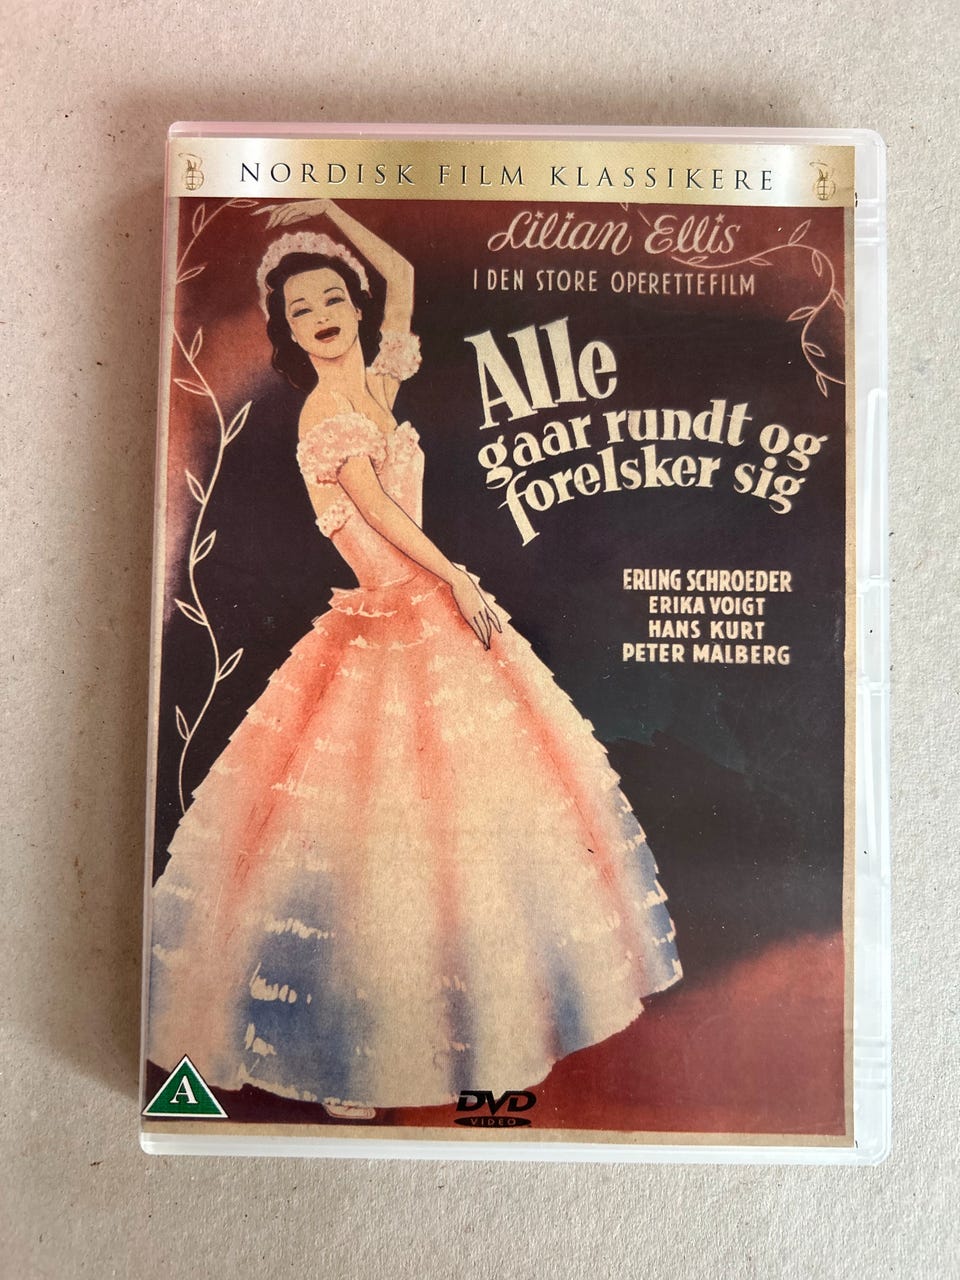 NORDISK FILM KLASSIKERE
Lilian Ellis
I DEN STORE OPERETTEFILM
Alle
gaar rundt og
forelsker sig
ERLING SCHROEDER
ERIKA VOIGT
HANS KURT
PETER MALBERG
A
DVD
VIDEO